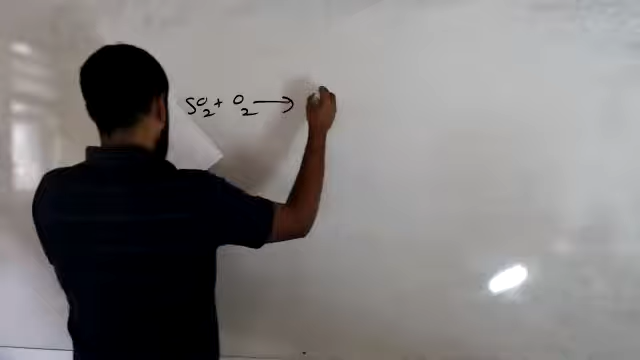 SO₂ + O₂ →